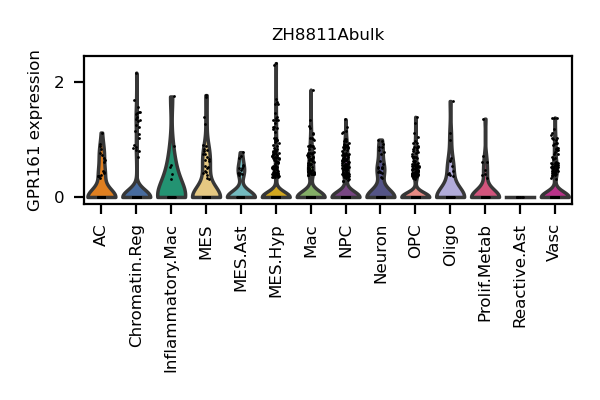 ZH8811Abulk
GPR161 expression
2
0
AC
Chromatin.Reg
Inflammatory.Mac
MES
MES.Ast
MES.Hyp
Mac
NPC
Neuron
OPC
Oligo
Prolif.Metab
Reactive.Ast
Vasc